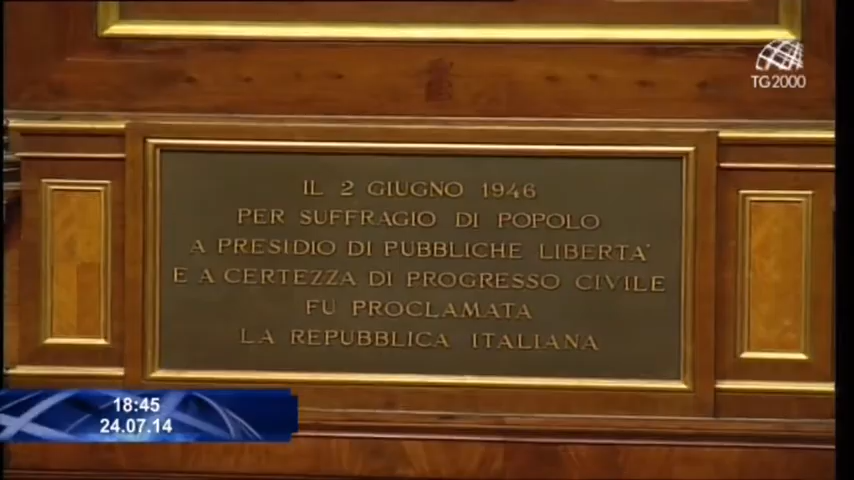 TG2000
IL 2 GIUGNO 1946
PER SUFFRAGIO DI POPOLO
A PRESIDIO DI PUBBLICHE LIBERTA'
E A CERTEZZA DI PROGRESSO CIVILE
FU PROCLAMATA
LA REPUBBLICA ITALIANA
18:45
24.07.14